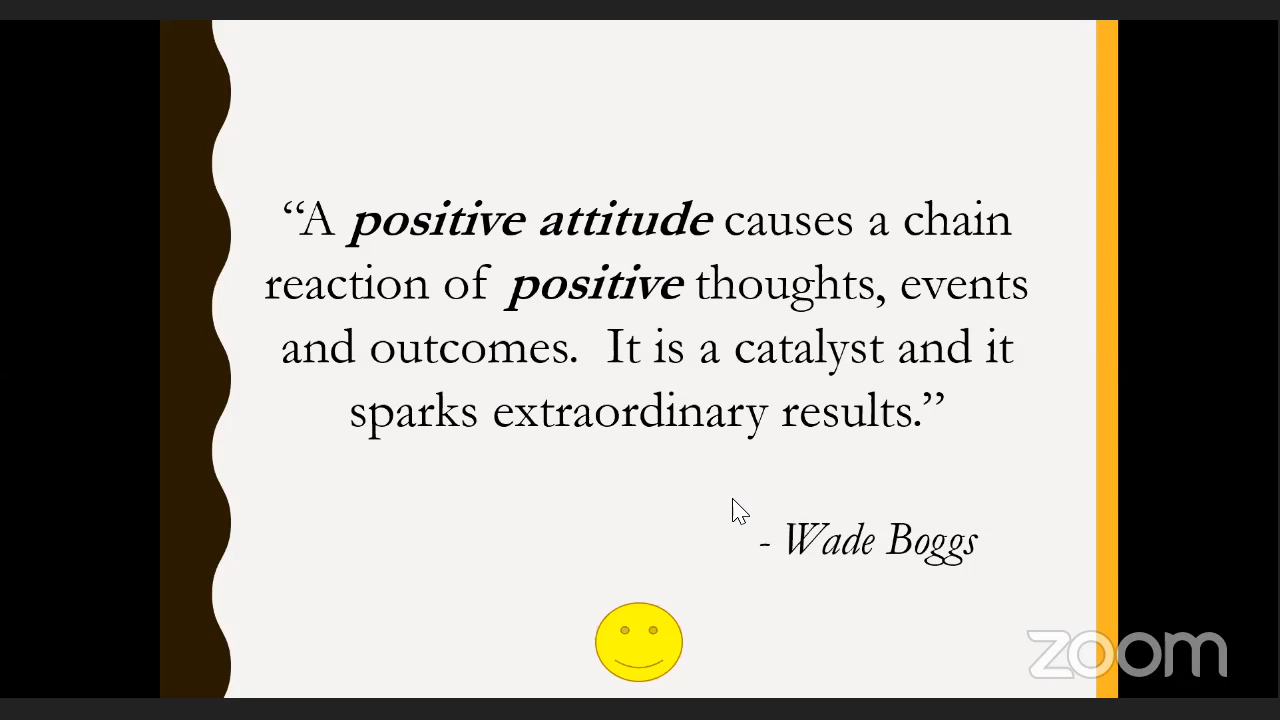 “A positive attitude causes a chain
reaction of positive thoughts, events
and outcomes.  It is a catalyst and it
sparks extraordinary results.”
- Wade Boggs
zoom